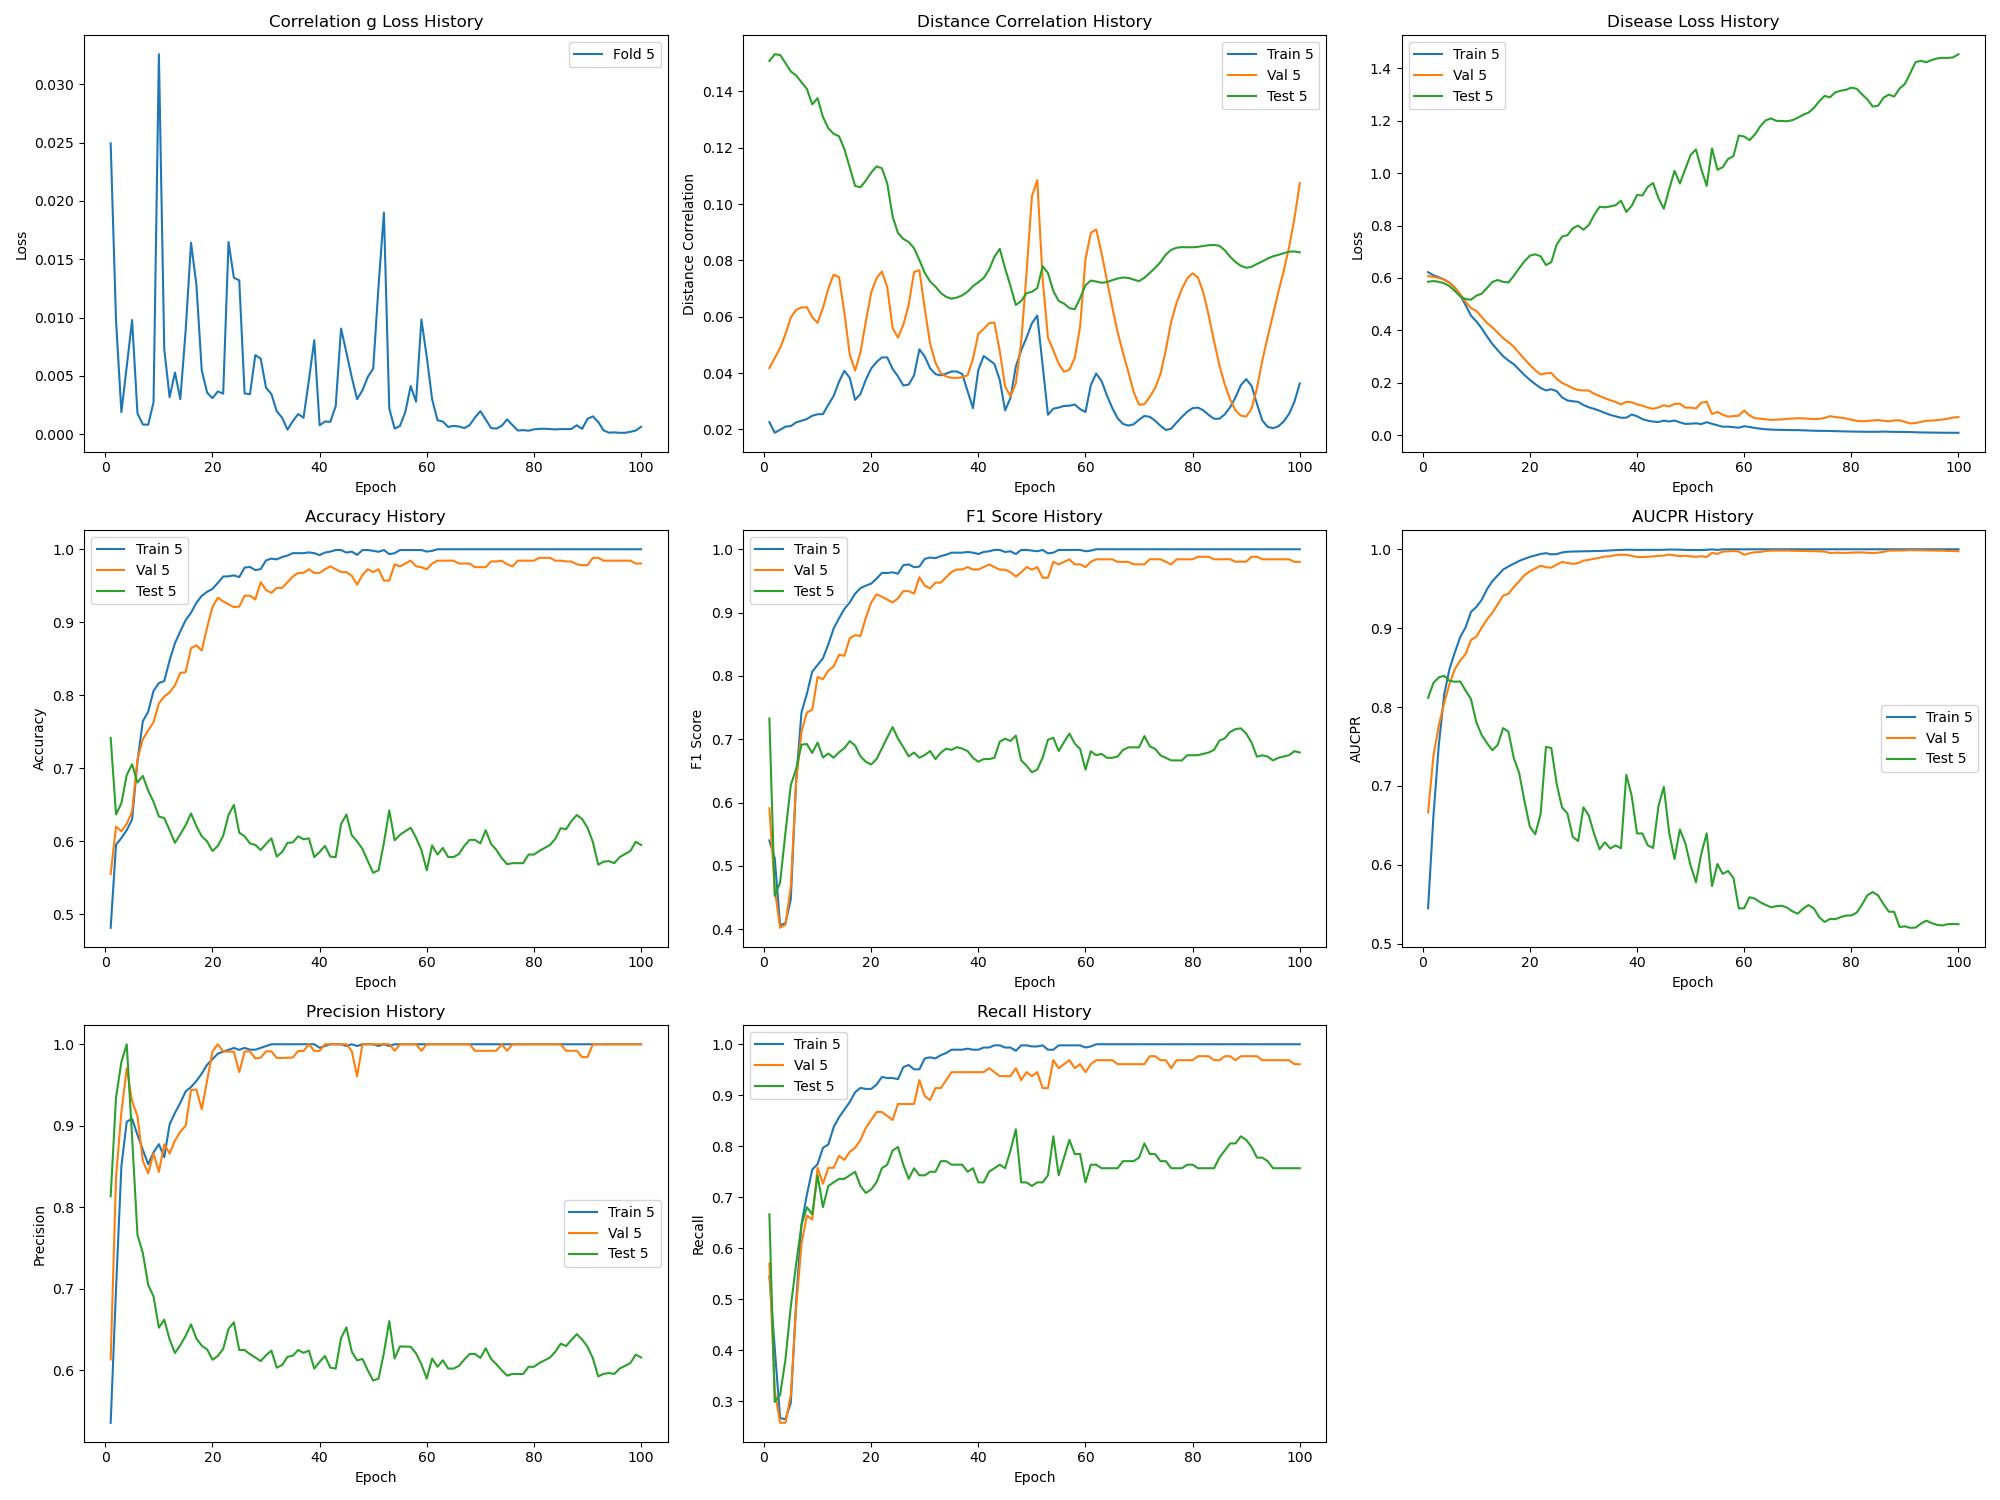 Correlation g Loss History
Loss
0.030
0.025
0.020
0.015
0.010
0.005
0.000
Fold 5
0 20 40 60 80 100
Epoch
Distance Correlation History
Distance Correlation
0.14
0.12
0.10
0.08
0.06
0.04
0.02
Train 5
Val 5
Test 5
0 20 40 60 80 100
Epoch
Disease Loss History
Loss
1.4
1.2
1.0
0.8
0.6
0.4
0.2
0.0
Train 5
Val 5
Test 5
0 20 40 60 80 100
Epoch
Accuracy History
Accuracy
1.0
0.9
0.8
0.7
0.6
0.5
Train 5
Val 5
Test 5
0 20 40 60 80 100
Epoch
F1 Score History
F1 Score
1.0
0.9
0.8
0.7
0.6
0.5
0.4
Train 5
Val 5
Test 5
0 20 40 60 80 100
Epoch
AUCPR History
AUCPR
1.0
0.9
0.8
0.7
0.6
0.5
Train 5
Val 5
Test 5
0 20 40 60 80 100
Epoch
Precision History
Precision
1.0
0.9
0.8
0.7
0.6
Train 5
Val 5
Test 5
0 20 40 60 80 100
Epoch
Recall History
Recall
1.0
0.9
0.8
0.7
0.6
0.5
0.4
0.3
Train 5
Val 5
Test 5
0 20 40 60 80 100
Epoch